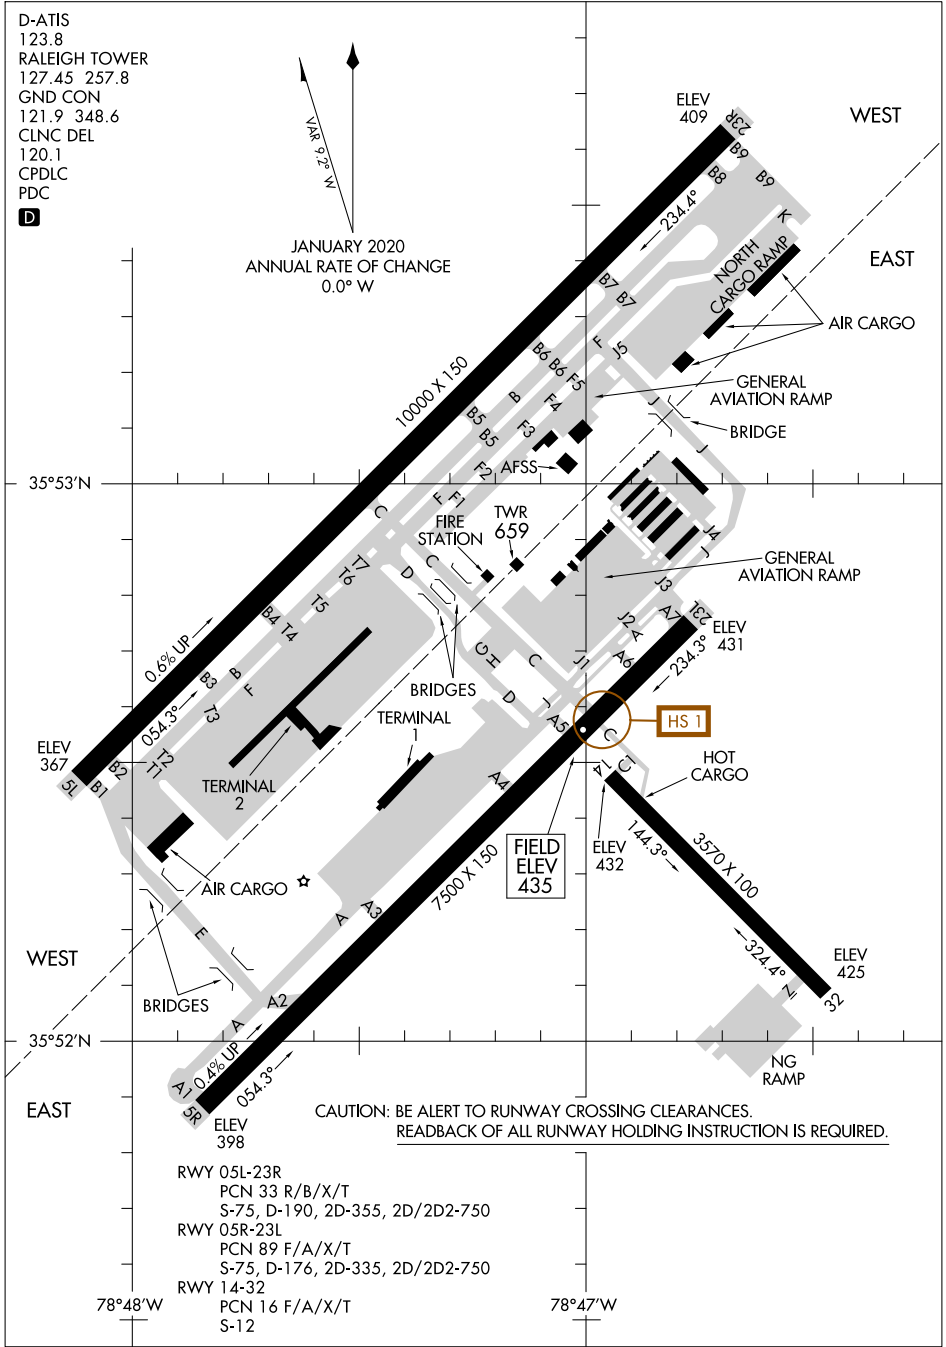 D-ATIS
123.8
RALEIGH TOWER
127.45 257.8
GND CON
121.9 348.6
CLNC DEL
120.1
CPDLC
PDC
D
VAR 9.2° W
JANUARY 2020
ANNUAL RATE OF CHANGE
0.0° W
ELEV
409
23R
WEST
EAST
B9
B8
B9
K
234.4°
NORTH
CARGO RAMP
AIR CARGO
B7
B7
F
J5
10000 X 150
B6
B6
F5
B
F4
GENERAL
AVIATION RAMP
J
BRIDGE
J
B5
B5
F3
AFSS
F2
35°53'N
F
F1
C
FIRE
STATION
TWR
659
J4
J
GENERAL
AVIATION RAMP
T7
T6
D
C
J3
T5
B4
T4
J2
A
A7
23L
ELEV
431
0.6% UP
A6
234.3°
B3
B
F
G
H
C
J1
BRIDGES
D
J
054.3°
T3
TERMINAL
1
A5
HS 1
C
ELEV
367
5L
B1
B2
T2
T1
TERMINAL
2
A4
14
C1
HOT
CARGO
FIELD
ELEV
435
ELEV
432
144.3°
3570 X 100
7500 X 150
AIR CARGO
A
A3
E
WEST
324.4°
ELEV
425
BRIDGES
A2
Z
32
A
35°52'N
0.4% UP
054.3°
NG
RAMP
A1
5R
EAST
ELEV
398
CAUTION: BE ALERT TO RUNWAY CROSSING CLEARANCES.
READBACK OF ALL RUNWAY HOLDING INSTRUCTION IS REQUIRED.
RWY 05L-23R
PCN 33 R/B/X/T
S-75, D-190, 2D-355, 2D/2D2-750
RWY 05R-23L
PCN 89 F/A/X/T
S-75, D-176, 2D-335, 2D/2D2-750
RWY 14-32
PCN 16 F/A/X/T
S-12
78°48'W
78°47'W